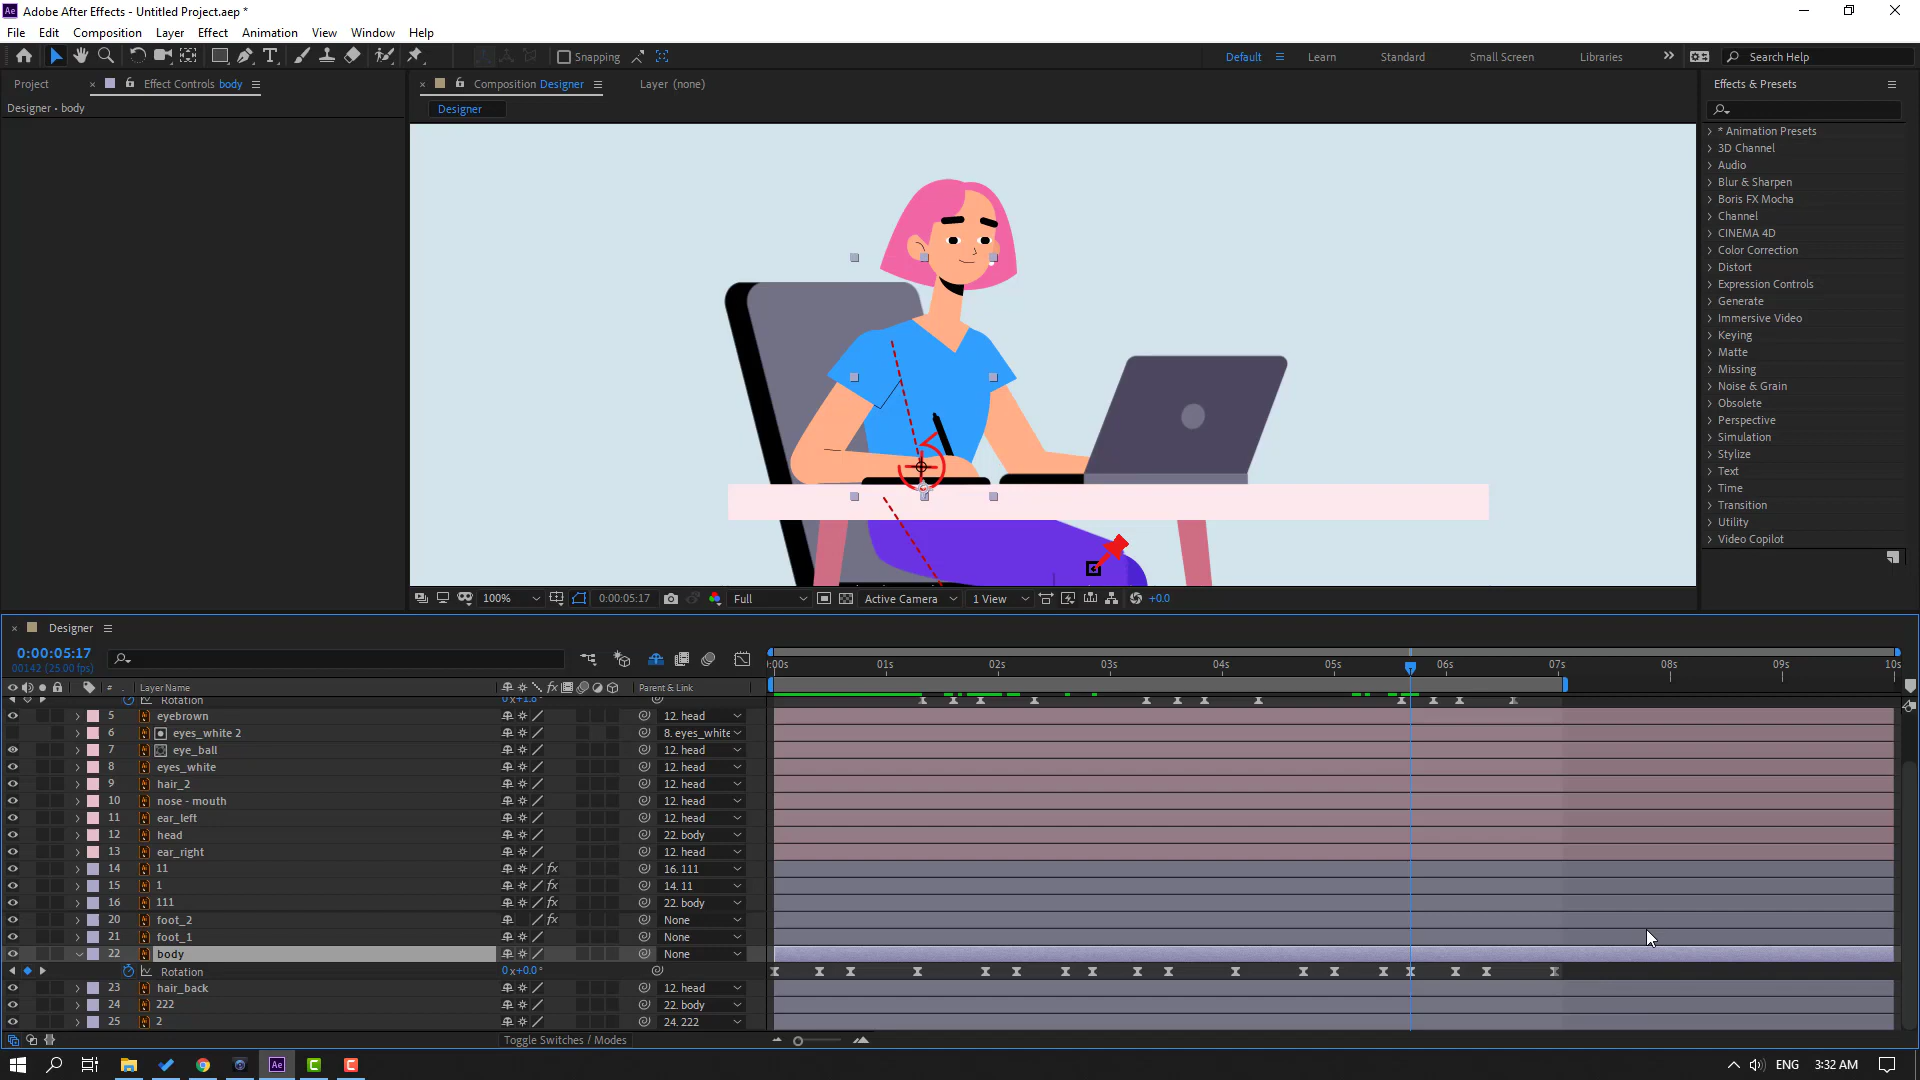 Adobe After Effects - Untitled Project.aep *
File Edit Composition Layer Effect Animation View Window Help
Snapping
Default Learn Standard Small Screen Libraries Search Help
Project Effect Controls body
Composition Designer Layer (none)
Effects & Presets
Designer • body
Designer
* Animation Presets
3D Channel
Audio
Blur & Sharpen
Boris FX Mocha
Channel
CINEMA 4D
Color Correction
Distort
Expression Controls
Generate
Immersive Video
Keying
Matte
Missing
Noise & Grain
Obsolete
Perspective
Simulation
Stylize
Text
Time
Transition
Utility
Video Copilot
100% 0:00:05:17 Full Active Camera 1 View +0.0
Designer
0:00:05:17
00142 (25.00 fps)
:00s 01s 02s 03s 04s 05s 06s 07s 08s 09s 10s
# Layer Name Parent & Link
Rotation 0x+1.8°
5 eyebrown 12. head
6 eyes_white 2 8. eyes_white
7 eye_ball 12. head
8 eyes_white 12. head
9 hair_2 12. head
10 nose - mouth 12. head
11 ear_left 12. head
12 head 22. body
13 ear_right 12. head
14 11 16. 111
15 1 14. 11
16 111 22. body
20 foot_2 None
21 foot_1 None
22 body None
Rotation 0x+0.0°
23 hair_back 12. head
24 222 22. body
25 2 24. 222
Toggle Switches / Modes
ENG 3:32 AM